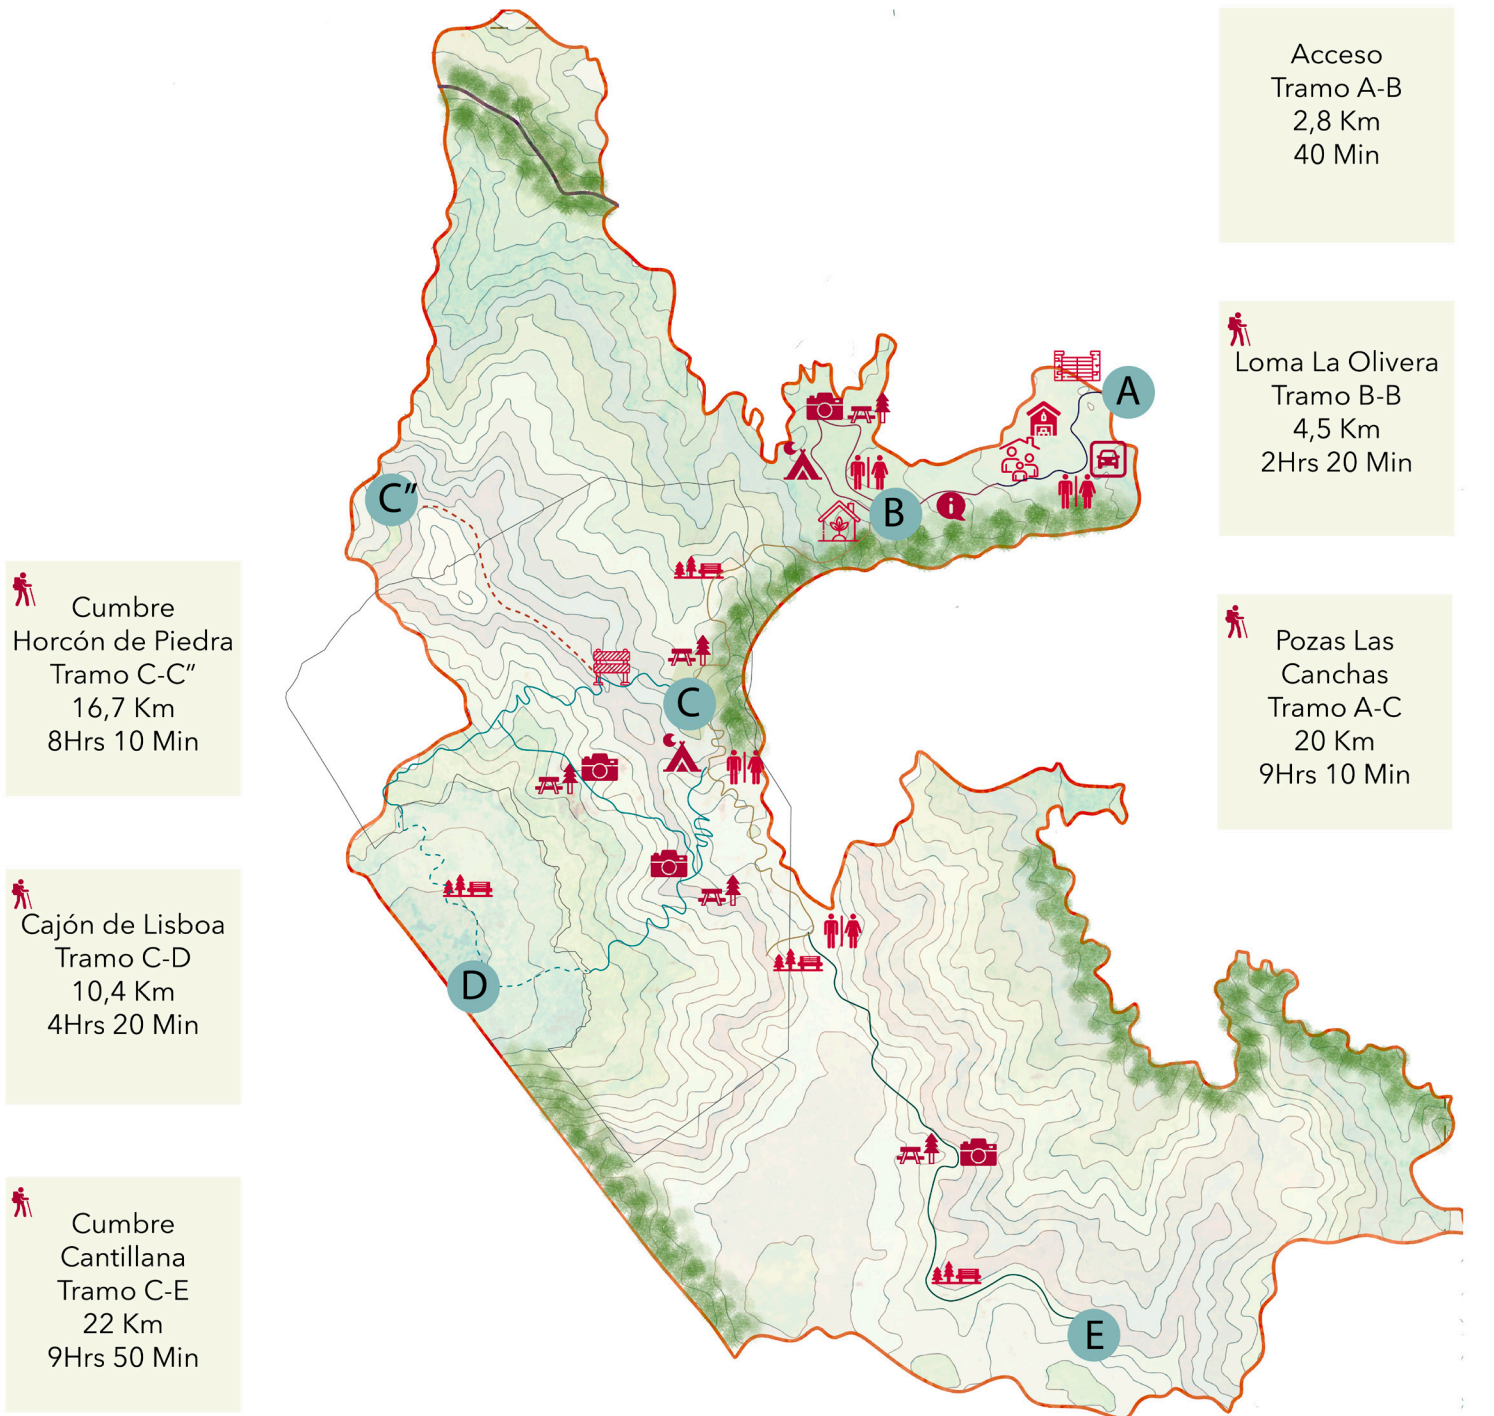 Acceso
Tramo A-B
2,8 Km
40 Min
Loma La Olivera
Tramo B-B
4,5 Km
2Hrs 20 Min
Pozas Las
Canchas
Tramo A-C
20 Km
9Hrs 10 Min
Cumbre
Horcón de Piedra
Tramo C-C”
16,7 Km
8Hrs 10 Min
Cajón de Lisboa
Tramo C-D
10,4 Km
4Hrs 20 Min
Cumbre
Cantillana
Tramo C-E
22 Km
9Hrs 50 Min
A
C”
B
i
C
D
E